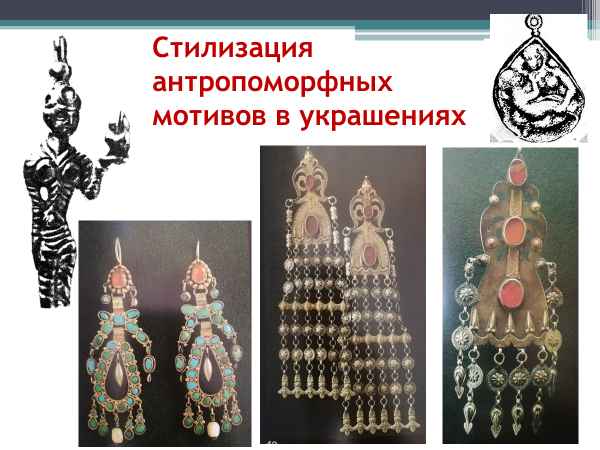 Стилизация
антропоморфных
мотивов в украшениях